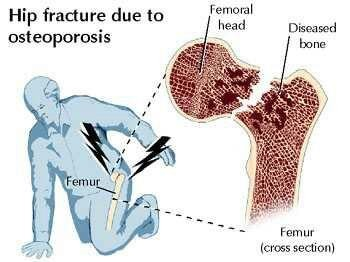 Hip fracture due to
osteoporosis
Femoral
head
Diseased
bone
Femur
Femur
(cross section)